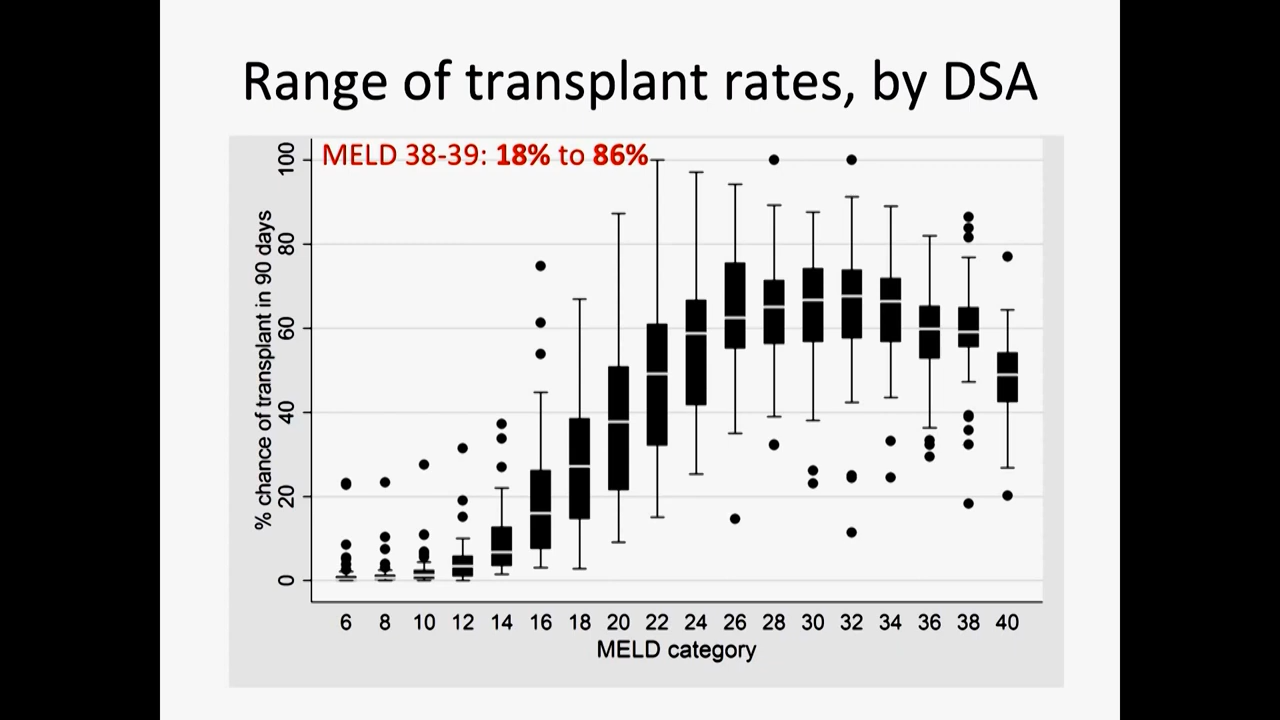 Range of transplant rates, by DSA
MELD 38-39: 18% to 86%
% chance of transplant in 90 days
100
80
60
40
20
0
6 8 10 12 14 16 18 20 22 24 26 28 30 32 34 36 38 40
MELD category